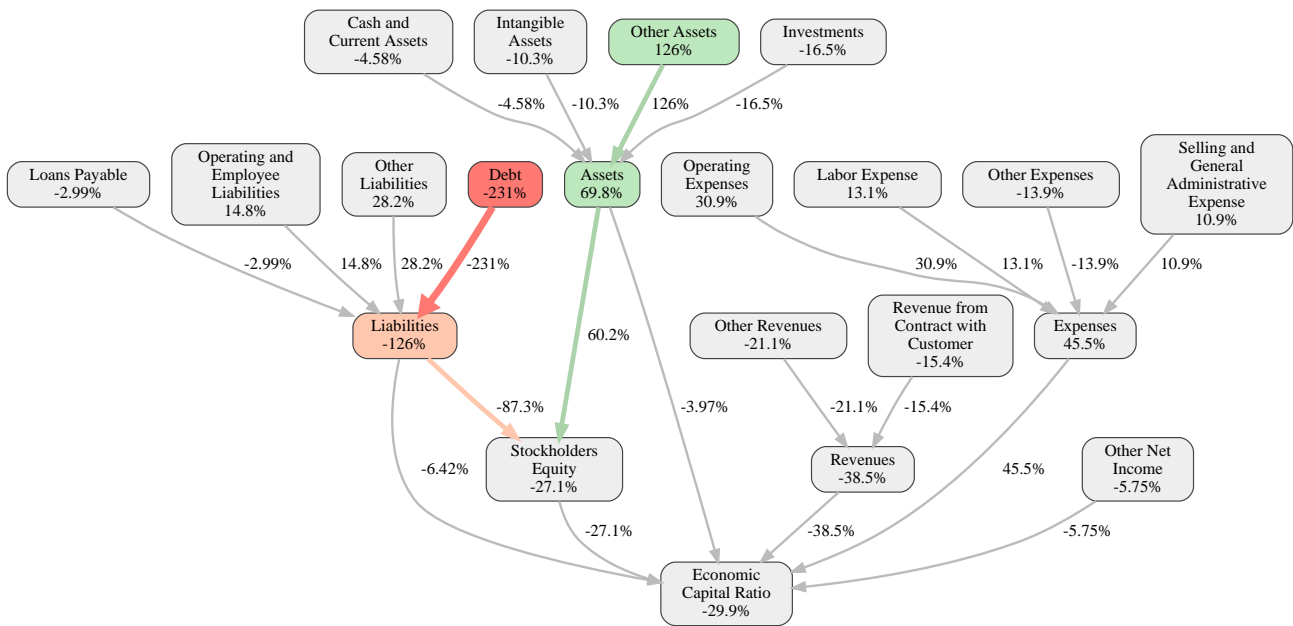 Cash and
Current Assets
-4.58%
Intangible
Assets
-10.3%
Other Assets
126%
Investments
-16.5%
-4.58%
-10.3%
126%
-16.5%
Loans Payable
-2.99%
Operating and
Employee
Liabilities
14.8%
Other
Liabilities
28.2%
Debt
-231%
Assets
69.8%
Operating
Expenses
30.9%
Labor Expense
13.1%
Other Expenses
-13.9%
Selling and
General
Administrative
Expense
10.9%
-2.99%
14.8%
28.2%
-231%
30.9%
13.1%
-13.9%
10.9%
Liabilities
-126%
60.2%
Other Revenues
-21.1%
Revenue from
Contract with
Customer
-15.4%
Expenses
45.5%
-87.3%
-3.97%
-21.1%
-15.4%
-6.42%
Stockholders
Equity
-27.1%
Revenues
-38.5%
45.5%
Other Net
Income
-5.75%
-27.1%
-38.5%
-5.75%
Economic
Capital Ratio
-29.9%